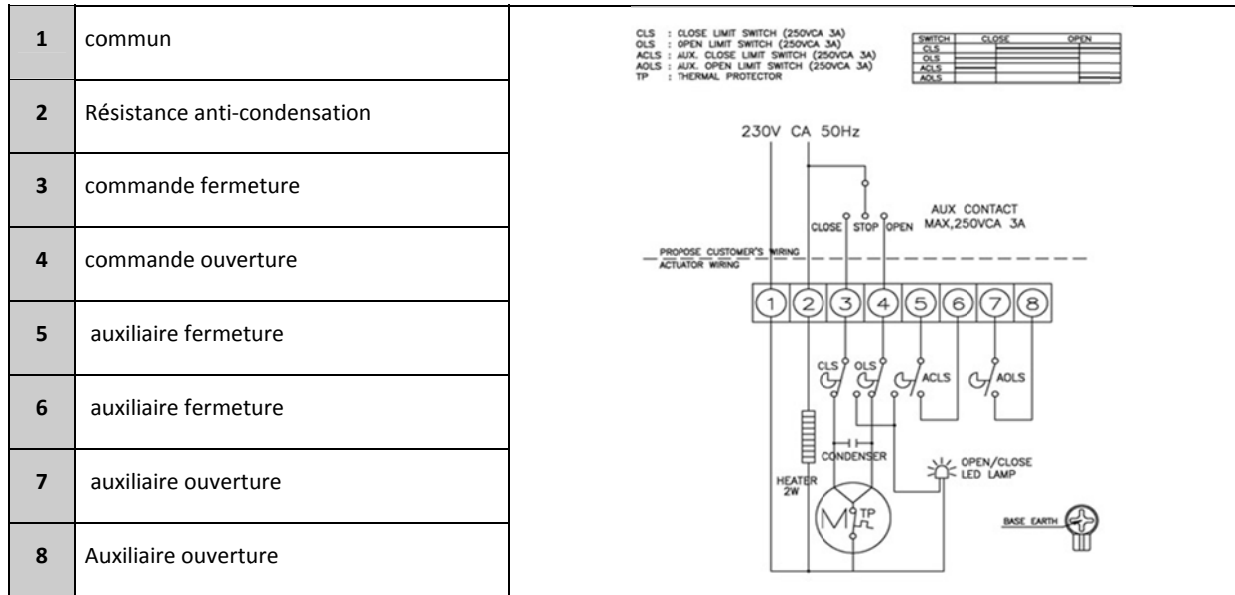 1 commun
2 Résistance anti-condensation
3 commande fermeture
4 commande ouverture
5 auxiliaire fermeture
6 auxiliaire fermeture
7 auxiliaire ouverture
8 Auxiliaire ouverture
CLS : CLOSE LIMIT SWITCH (250VCA 3A)
OLS : OPEN LIMIT SWITCH (250VCA 3A)
ACLS : AUX. CLOSE LIMIT SWITCH (250VCA 3A)
AOLS : AUX. OPEN LIMIT SWITCH (250VCA 3A)
TP : THERMAL PROTECTOR
SWITCH CLOSE OPEN
CLS
OLS
ACLS
AOLS
230V CA 50Hz
CLOSE STOP OPEN
AUX CONTACT
MAX,250VCA 3A
PROPOSE CUSTOMER'S WIRING
ACTUATOR WIRING
1 2 3 4 5 6 7 8
CLS OLS ACLS AOLS
CONDENSER
HEATER
2W
OPEN/CLOSE
LED LAMP
M TP
BASE EARTH